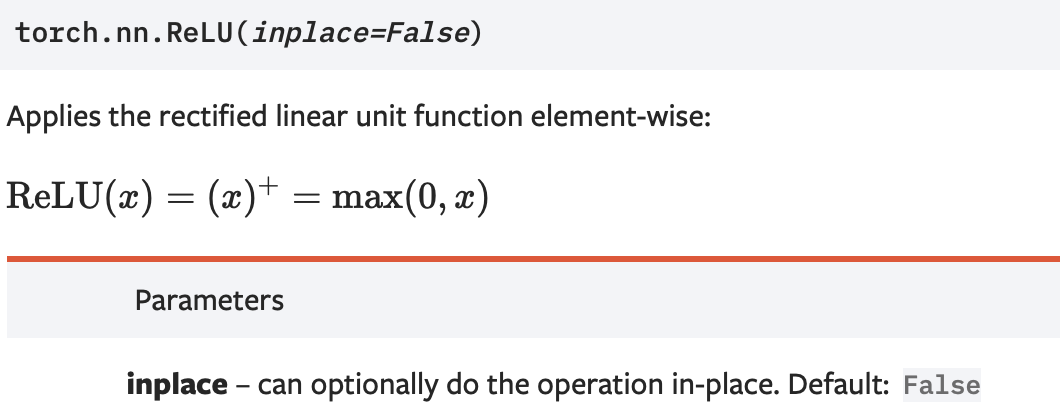 torch.nn.ReLU(inplace=False)
Applies the rectified linear unit function element-wise:
ReLU(x) = (x)⁺ = max(0, x)
Parameters
inplace – can optionally do the operation in-place. Default: False